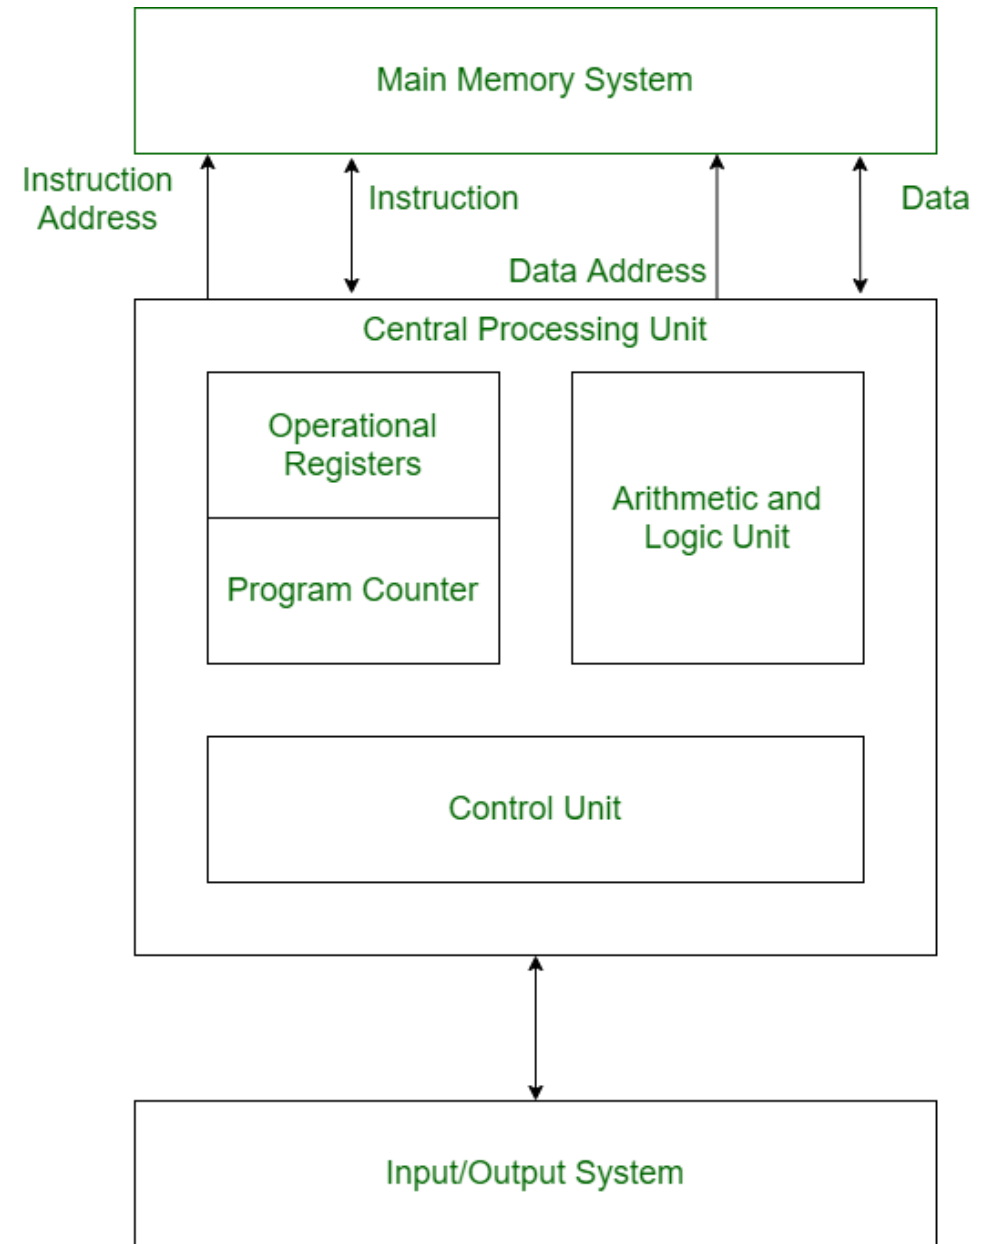 Main Memory System
Instruction
Address
Instruction
Data
Data Address
Central Processing Unit
Operational
Registers
Arithmetic and
Logic Unit
Program Counter
Control Unit
Input/Output System